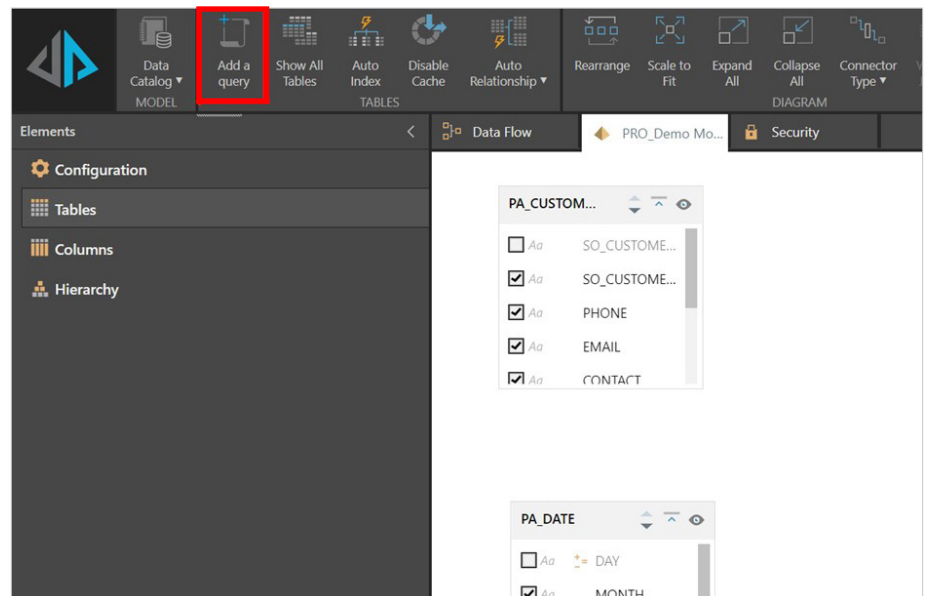 Data
Catalog ▼
Add a
query
Show All
Tables
Auto
Index
Disable
Cache
Auto
Relationship ▼
Rearrange
Scale to
Fit
Expand
All
Collapse
All
Connector
Type ▼
MODEL
TABLES
DIAGRAM
Elements
Data Flow
PRO_Demo Mo...
Security
Configuration
Tables
Columns
Hierarchy
PA_CUSTOM...
Aa SO_CUSTOME...
Aa SO_CUSTOME...
Aa PHONE
Aa EMAIL
Aa CONTACT
PA_DATE
Aa DAY
Aa MONTH